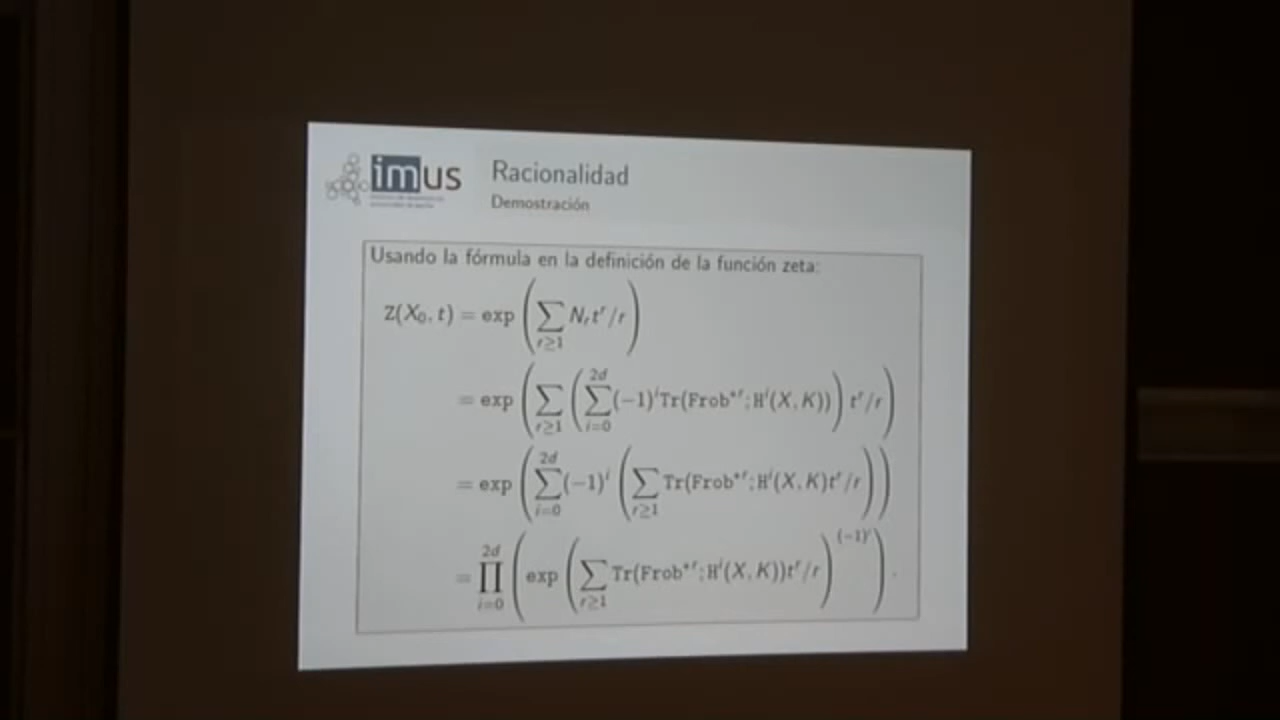 imus
Racionalidad
Demostración
Usando la fórmula en la definición de la función zeta:
Z(X₀, t) = exp ( ∑_{r≥1} N_r t^r/r )
= exp ( ∑_{r≥1} ( ∑_{i=0}^{2d} (−1)^i Tr(Frob*^r; H^i(X, K)) ) t^r/r )
= exp ( ∑_{i=0}^{2d} (−1)^i ( ∑_{r≥1} Tr(Frob*^r; H^i(X, K)t^r/r ) )
= ∏_{i=0}^{2d} ( exp ( ∑_{r≥1} Tr(Frob*^r; H^i(X, K))t^r/r )^{(−1)^i} ) .